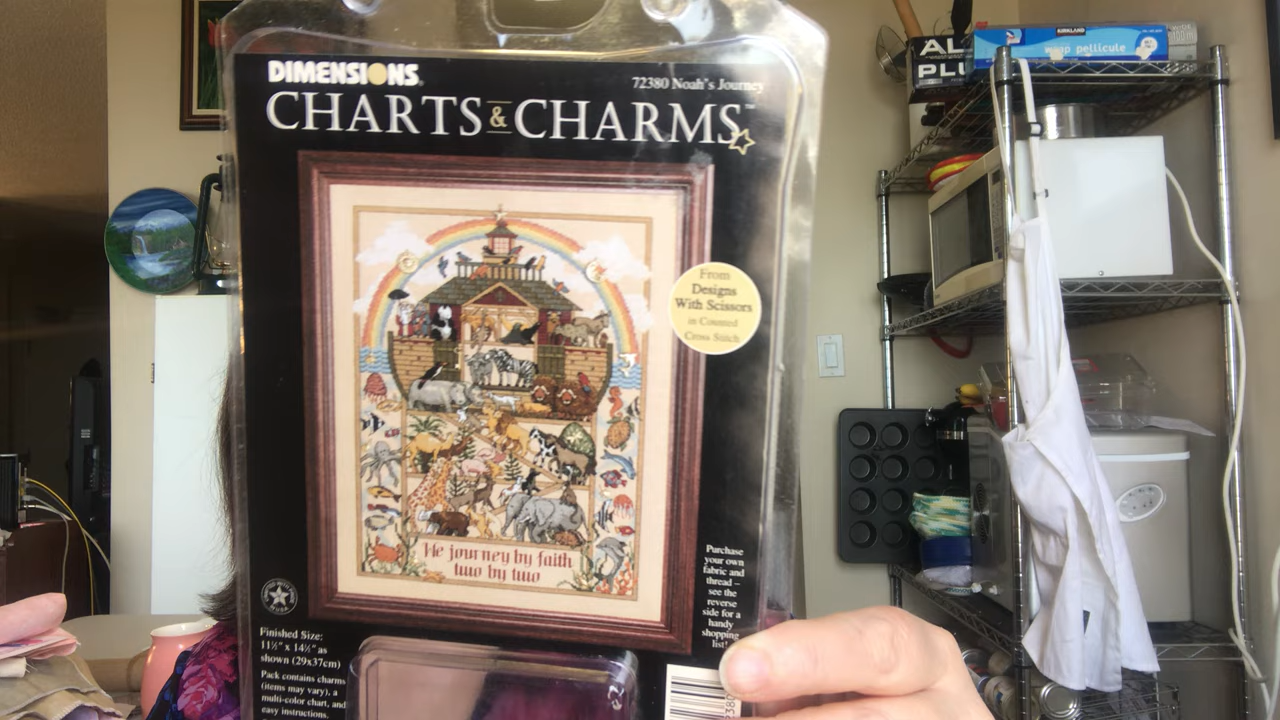 DIMENSIONS
72380 Noah's Journey
CHARTS & CHARMS™
From
Designs
With Scissors
in Counted
Cross Stitch
We journey by faith
two by two
Purchase
your own
fabric and
thread –
see the
reverse
side for a
handy
shopping
list!
Finished Size:
11½" x 14½" as
shown (29x37cm)
Pack contains charms
(items may vary), a
multi-color chart, and
easy instructions.
AL
PLU
KIRKLAND
wrap pellicule